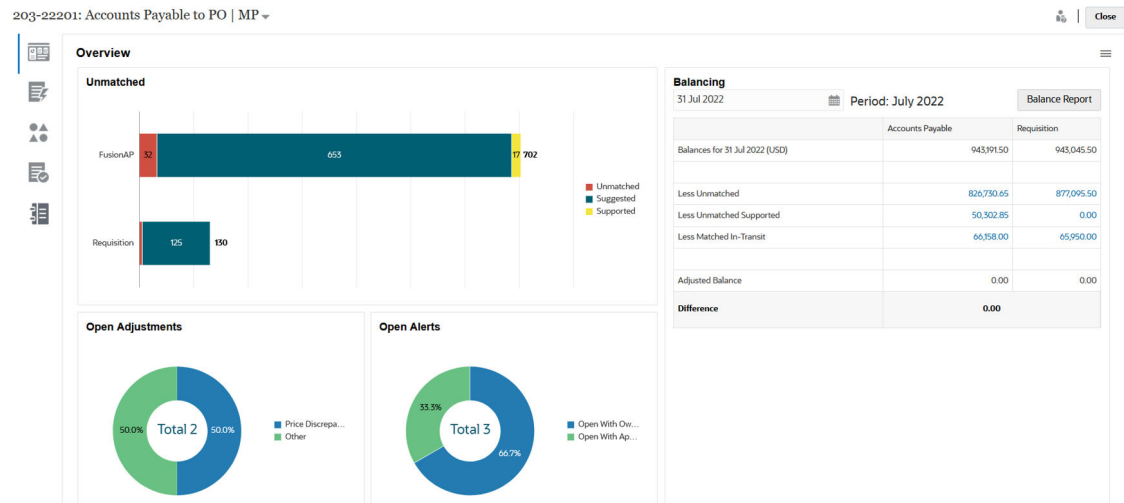 203-22201: Accounts Payable to PO | MP
Close
Overview
Unmatched
FusionAP
32
653
17 702
Requisition
125
130
Unmatched
Suggested
Supported
Open Adjustments
50.0%
Total 2
50.0%
Price Discrepa...
Other
Open Alerts
33.3%
Total 3
66.7%
Open With Ow...
Open With Ap...
Balancing
31 Jul 2022
Period: July 2022
Balance Report
Accounts Payable Requisition
Balances for 31 Jul 2022 (USD) 943,191.50 943,045.50
Less Unmatched 826,730.65 877,095.50
Less Unmatched Supported 50,302.85 0.00
Less Matched In-Transit 66,158.00 65,950.00
Adjusted Balance 0.00 0.00
Difference 0.00